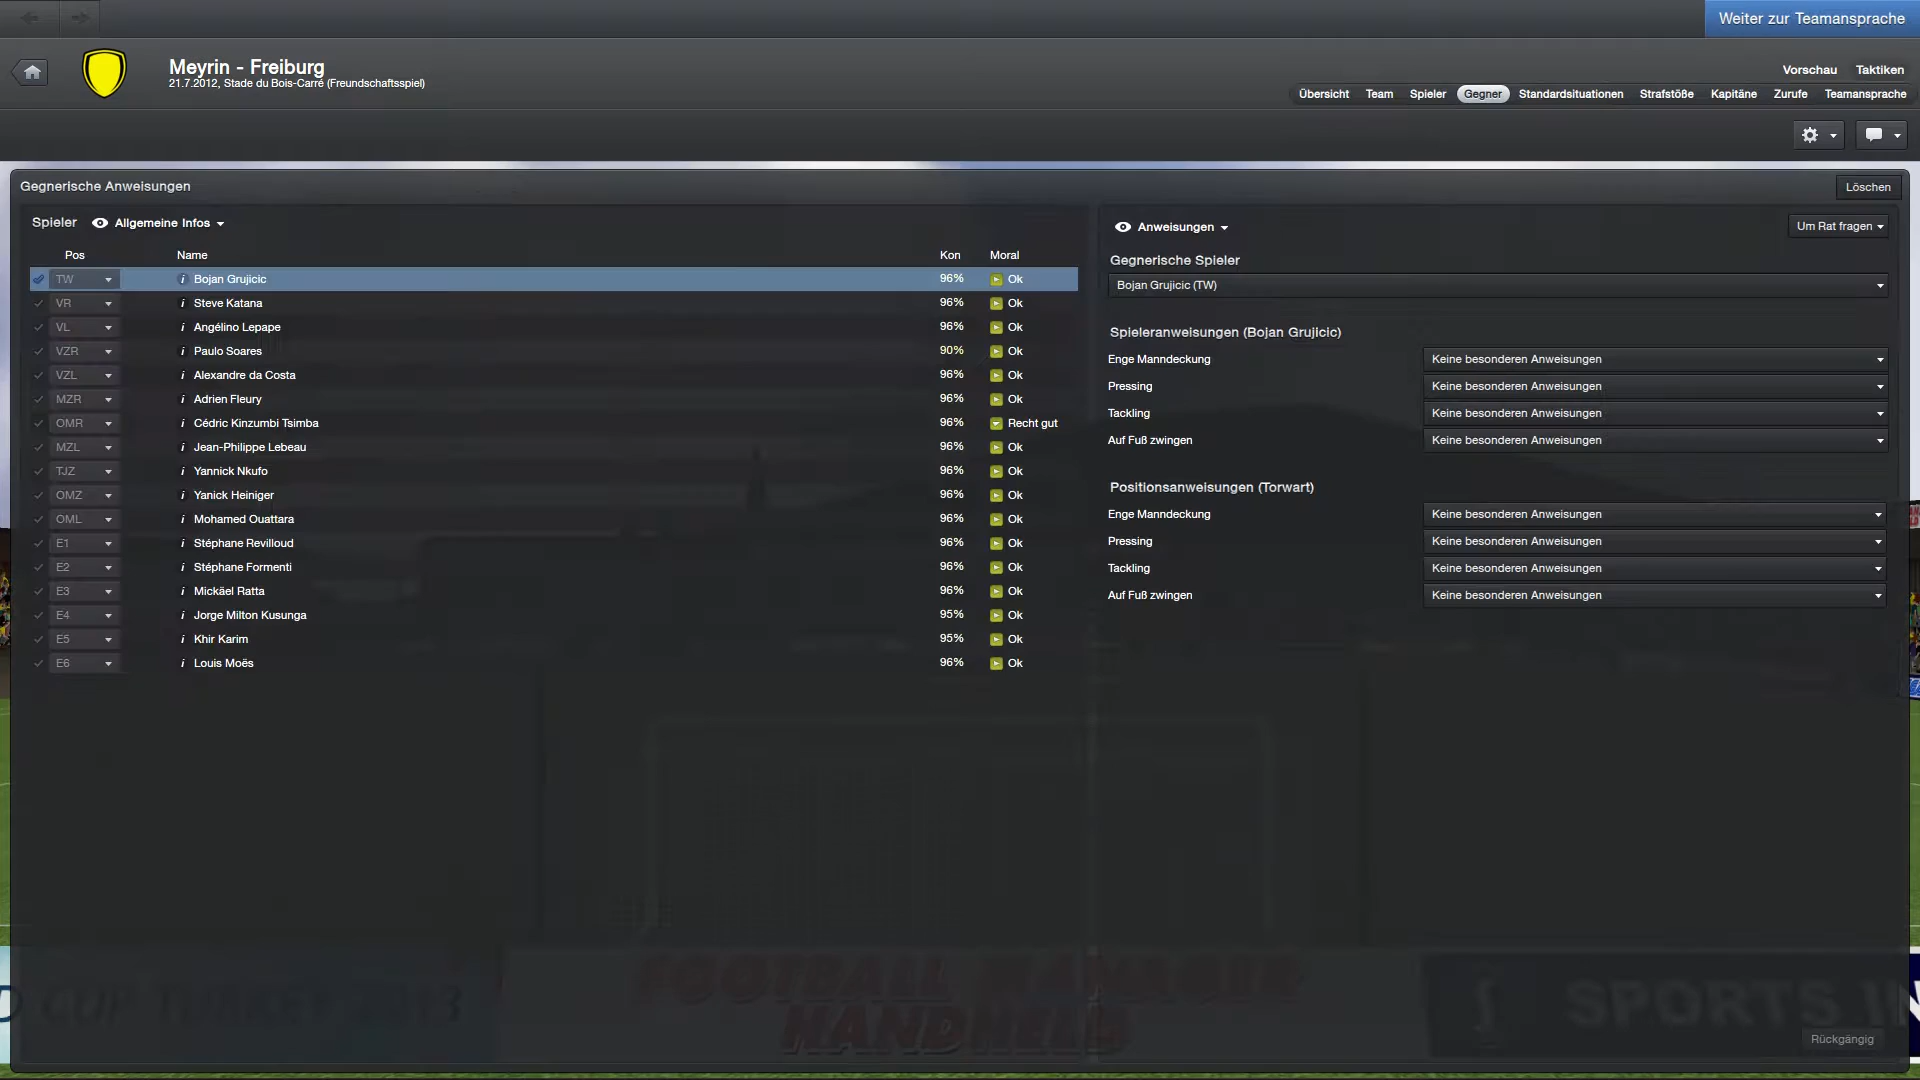 Weiter zur Teamansprache
Meyrin - Freiburg
21.7.2012, Stade du Bois-Carré (Freundschaftsspiel)
Vorschau Taktiken
Übersicht Team Spieler Gegner Standardsituationen Strafstöße Kapitäne Zurufe Teamansprache
Gegnerische Anweisungen
Löschen
Spieler Allgemeine Infos
Pos Name Kon Moral
TW i Bojan Grujicic 96% Ok
VR i Steve Katana 96% Ok
VL i Angélino Lepape 96% Ok
VZR i Paulo Soares 90% Ok
VZL i Alexandre da Costa 96% Ok
MZR i Adrien Fleury 96% Ok
OMR i Cédric Kinzumbi Tsimba 96% Recht gut
MZL i Jean-Philippe Lebeau 96% Ok
TJZ i Yannick Nkufo 96% Ok
OMZ i Yanick Heiniger 96% Ok
OML i Mohamed Ouattara 96% Ok
E1 i Stéphane Revilloud 96% Ok
E2 i Stéphane Formenti 96% Ok
E3 i Mickäel Ratta 96% Ok
E4 i Jorge Milton Kusunga 95% Ok
E5 i Khir Karim 95% Ok
E6 i Louis Moës 96% Ok
Anweisungen
Um Rat fragen
Gegnerische Spieler
Bojan Grujicic (TW)
Spieleranweisungen (Bojan Grujicic)
Enge Manndeckung Keine besonderen Anweisungen
Pressing Keine besonderen Anweisungen
Tackling Keine besonderen Anweisungen
Auf Fuß zwingen Keine besonderen Anweisungen
Positionsanweisungen (Torwart)
Enge Manndeckung Keine besonderen Anweisungen
Pressing Keine besonderen Anweisungen
Tackling Keine besonderen Anweisungen
Auf Fuß zwingen Keine besonderen Anweisungen
D CUP TURKEY 2013
FOOTBALL MANAGER
HANDHELD
SPORTS IN
Rückgängig